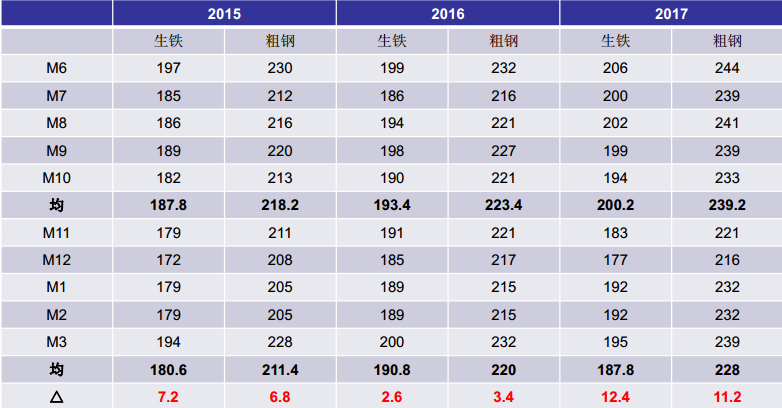 2015 2016 2017
生铁 粗钢 生铁 粗钢 生铁 粗钢
M6 197 230 199 232 206 244
M7 185 212 186 216 200 239
M8 186 216 194 221 202 241
M9 189 220 198 227 199 239
M10 182 213 190 221 194 233
均 187.8 218.2 193.4 223.4 200.2 239.2
M11 179 211 191 221 183 221
M12 172 208 185 217 177 216
M1 179 205 189 215 192 232
M2 179 205 189 215 192 232
M3 194 228 200 232 195 239
均 180.6 211.4 190.8 220 187.8 228
△ 7.2 6.8 2.6 3.4 12.4 11.2